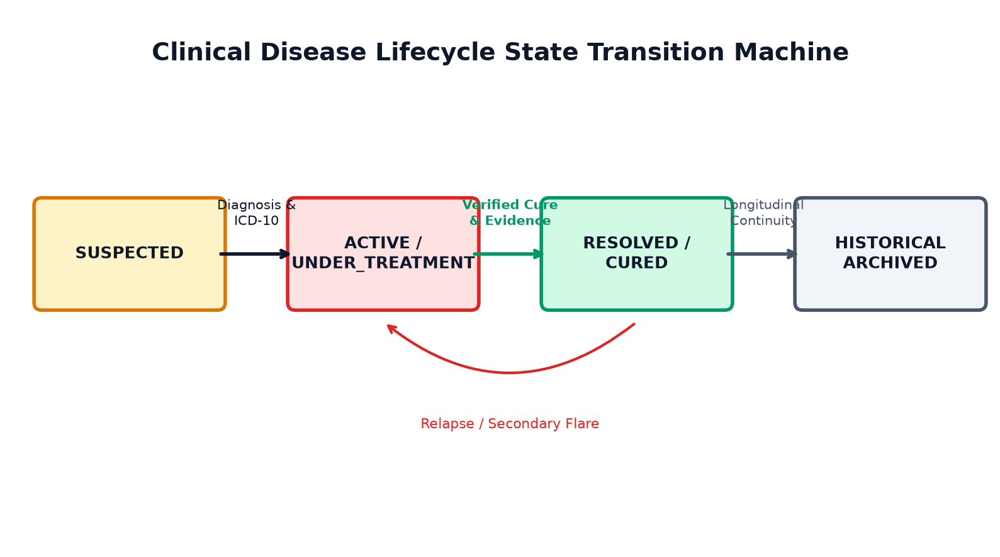 Clinical Disease Lifecycle State Transition Machine
SUSPECTED
Diagnosis &
ICD-10
ACTIVE /
UNDER_TREATMENT
Verified Cure
& Evidence
RESOLVED /
CURED
Longitudinal
Continuity
HISTORICAL
ARCHIVED
Relapse / Secondary Flare